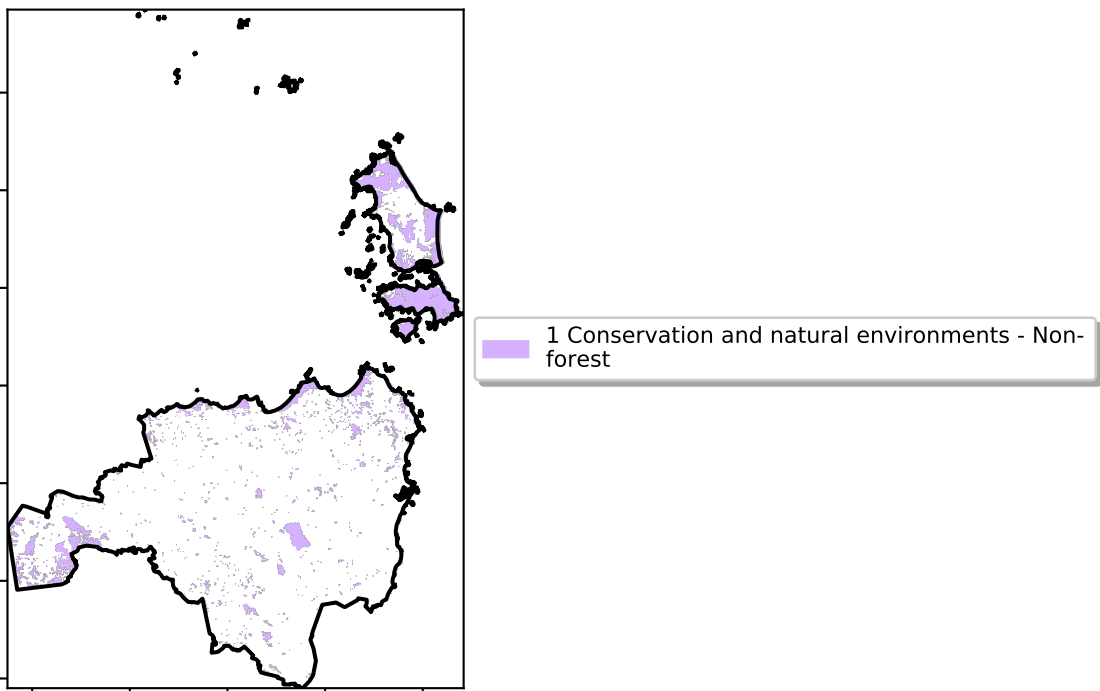 1 Conservation and natural environments - Non-
forest